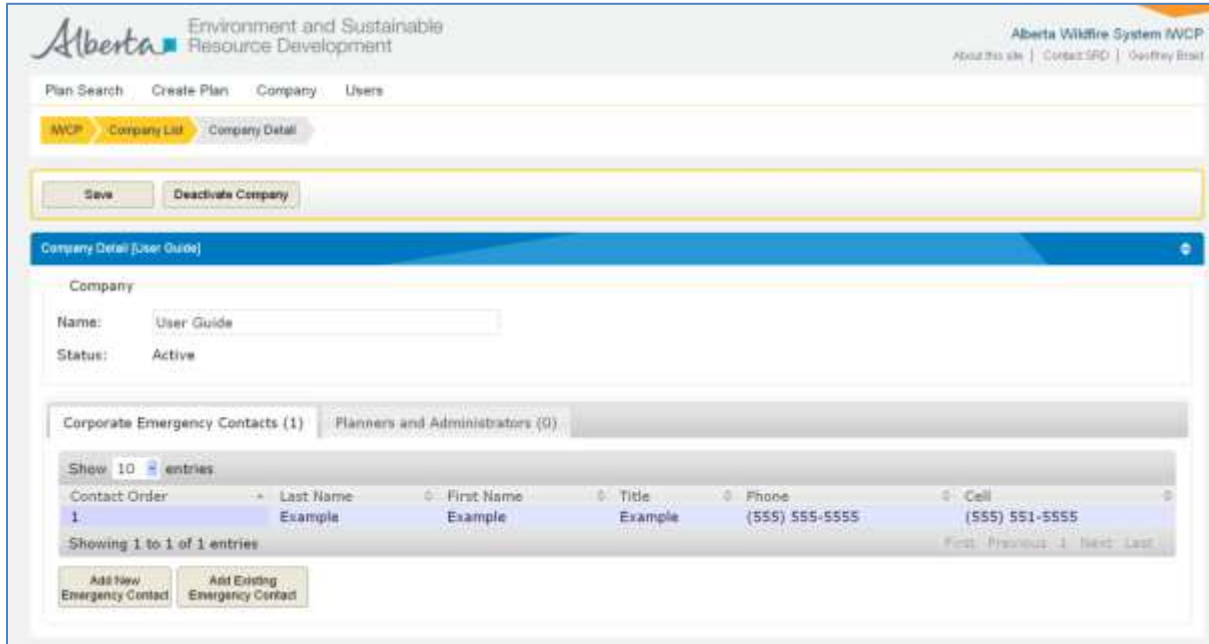 Alberta Environment and Sustainable
Resource Development
Alberta Wildfire System IWCP
About this site | Contact SRD | Geoffrey Braid
Plan Search Create Plan Company Users
IWCP Company List Company Detail
Save Deactivate Company
Company Detail [User Guide]
Company
Name: User Guide
Status: Active
Corporate Emergency Contacts (1) Planners and Administrators (0)
Show 10 entries
Contact Order Last Name First Name Title Phone Cell
1 Example Example Example (555) 555-5555 (555) 551-5555
Showing 1 to 1 of 1 entries First Previous 1 Next Last
Add New Add Existing
Emergency Contact Emergency Contact